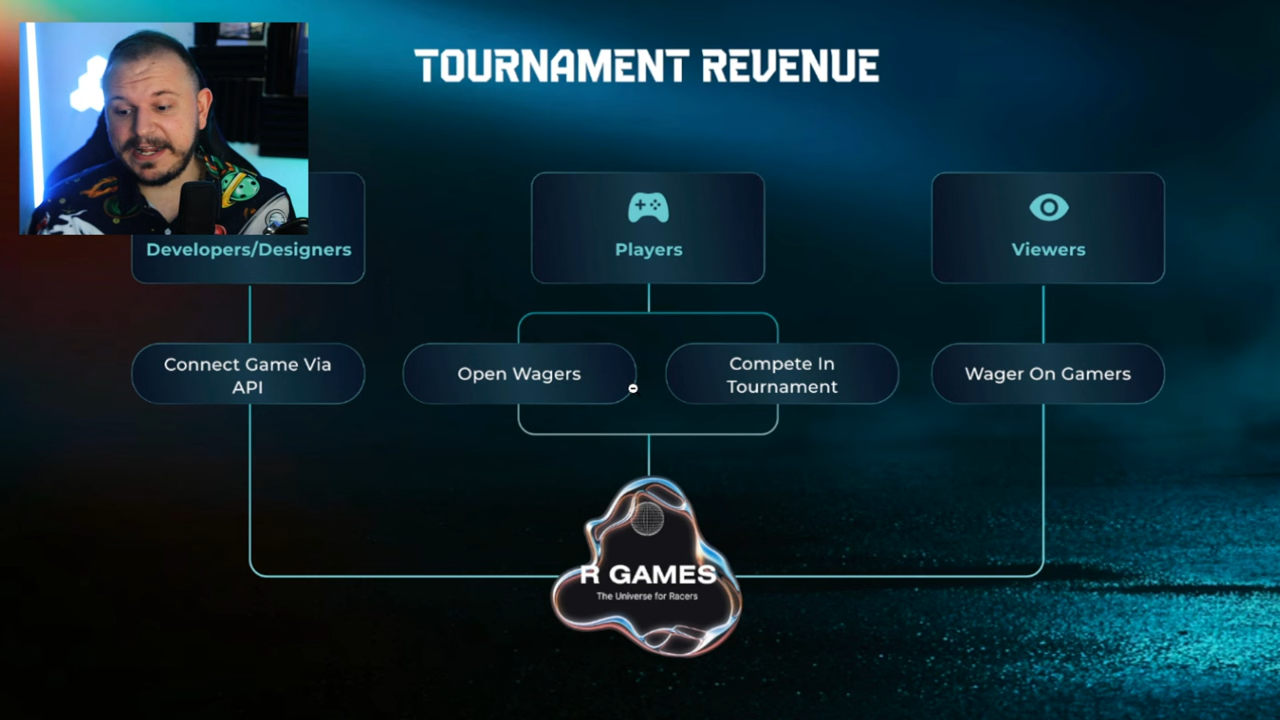 TOURNAMENT REVENUE
Developers/Designers
Players
Viewers
Connect Game Via
API
Open Wagers
Compete In
Tournament
Wager On Gamers
R GAMES
The Universe for Racers